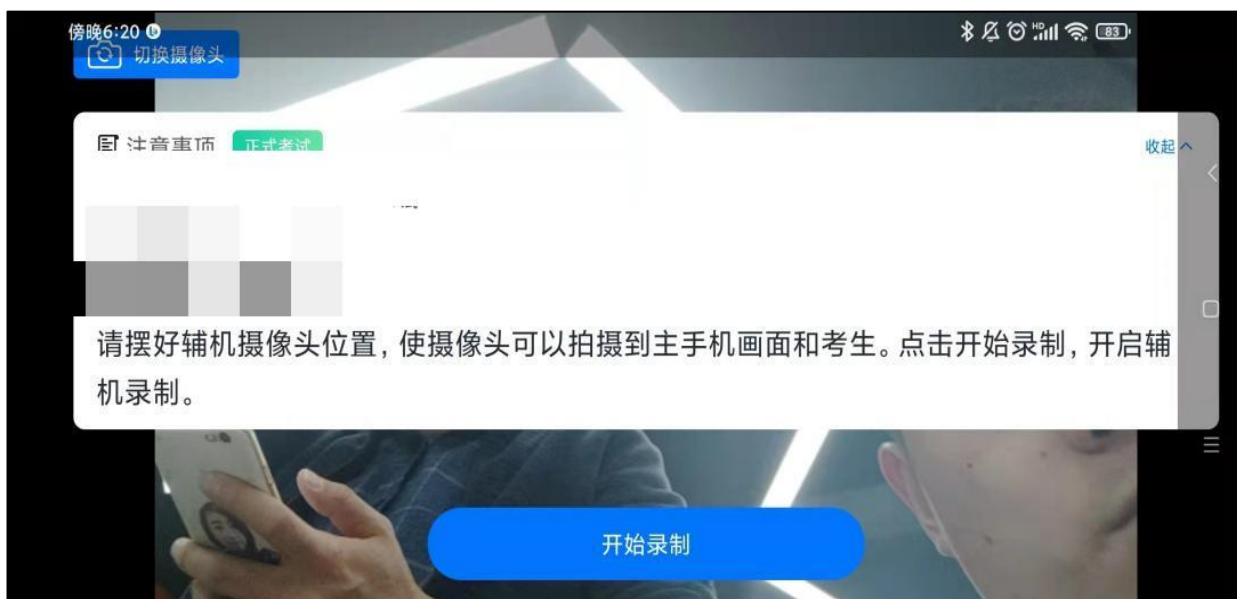 傍晚6:20
83
切换摄像头
注意事项 正式考试
收起
请摆好辅机摄像头位置，使摄像头可以拍摄到主手机画面和考生。点击开始录制，开启辅
机录制。
开始录制